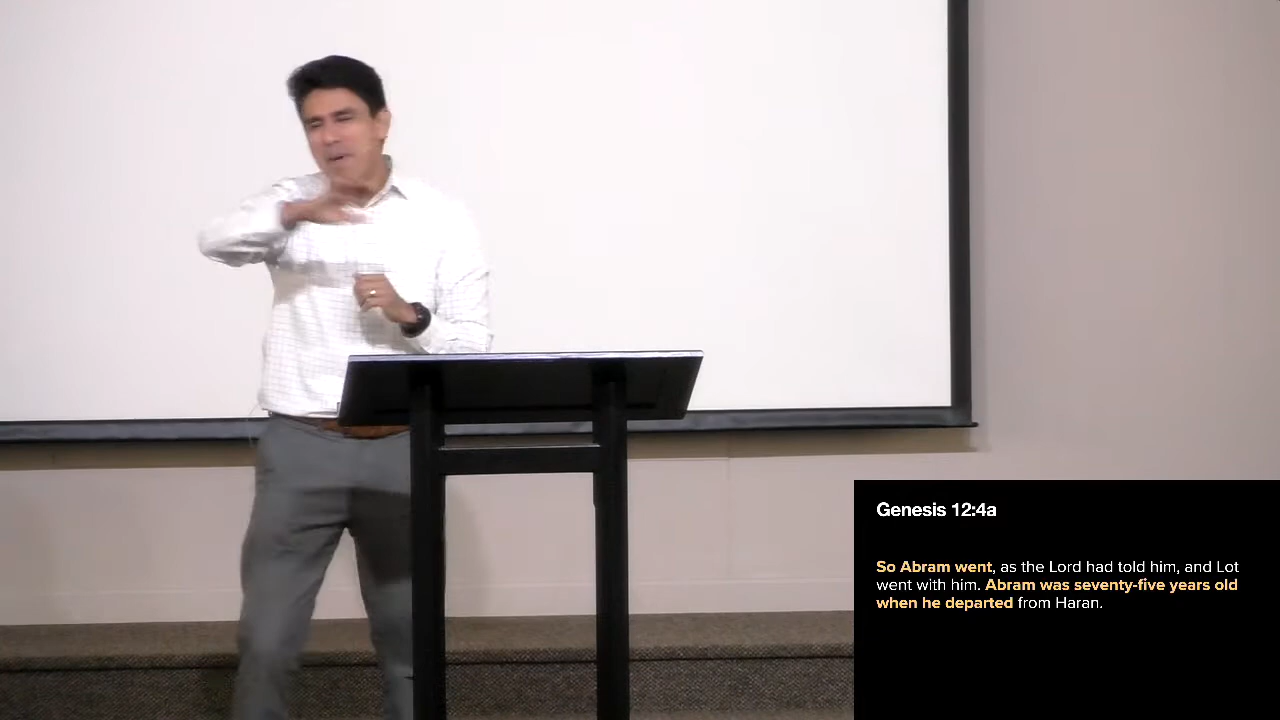 Genesis 12:4a
So Abram went, as the Lord had told him, and Lot
went with him. Abram was seventy-five years old
when he departed from Haran.